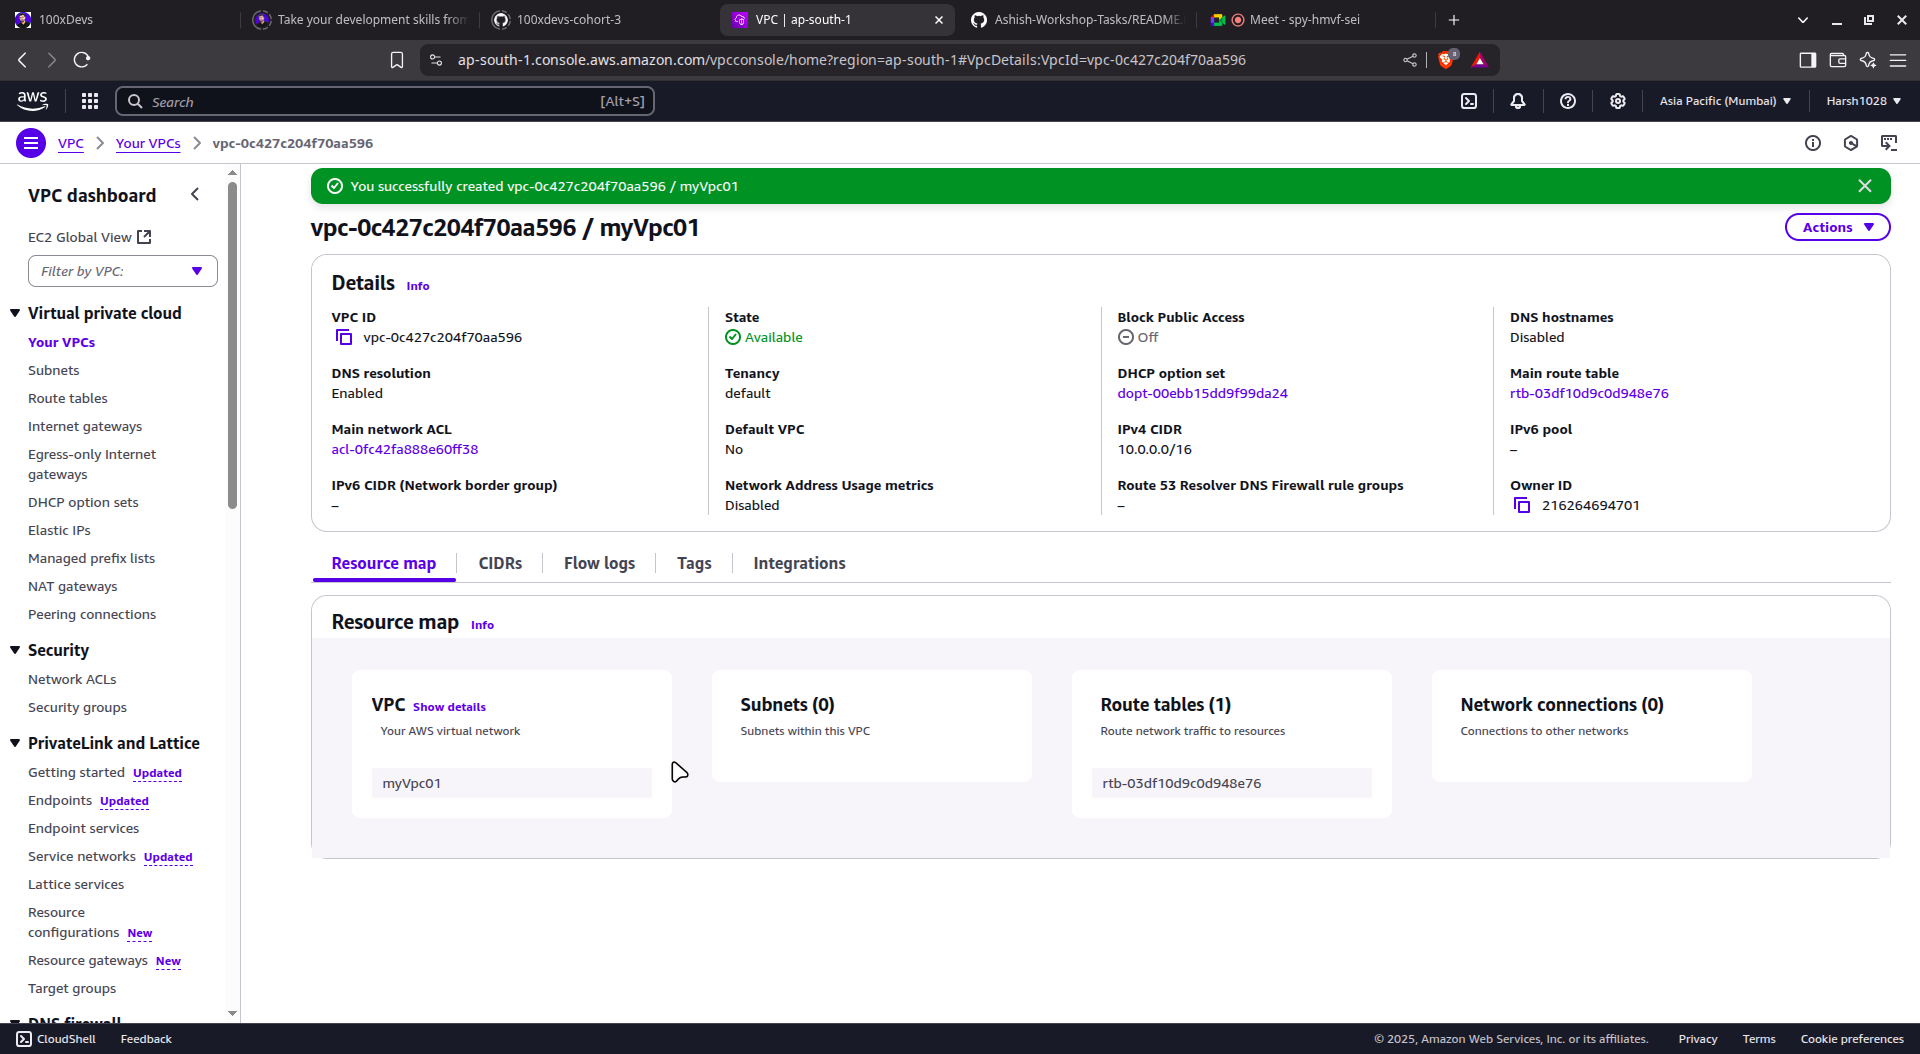 100xDevs
Take your development skills from
100xdevs-cohort-3
VPC | ap-south-1
Ashish-Workshop-Tasks/README.
Meet - spy-hmvf-sei
ap-south-1.console.aws.amazon.com/vpcconsole/home?region=ap-south-1#VpcDetails:VpcId=vpc-0c427c204f70aa596
aws
Search
[Alt+S]
Asia Pacific (Mumbai)
Harsh1028
VPC
Your VPCs
vpc-0c427c204f70aa596
VPC dashboard
EC2 Global View
Filter by VPC:
Virtual private cloud
Your VPCs
Subnets
Route tables
Internet gateways
Egress-only Internet
gateways
DHCP option sets
Elastic IPs
Managed prefix lists
NAT gateways
Peering connections
Security
Network ACLs
Security groups
PrivateLink and Lattice
Getting started Updated
Endpoints Updated
Endpoint services
Service networks Updated
Lattice services
Resource
configurations New
Resource gateways New
Target groups
DNS firewall
You successfully created vpc-0c427c204f70aa596 / myVpc01
vpc-0c427c204f70aa596 / myVpc01
Actions
Details Info
VPC ID
vpc-0c427c204f70aa596
State
Available
Block Public Access
Off
DNS hostnames
Disabled
DNS resolution
Enabled
Tenancy
default
DHCP option set
dopt-00ebb15dd9f99da24
Main route table
rtb-03df10d9c0d948e76
Main network ACL
acl-0fc42fa888e60ff38
Default VPC
No
IPv4 CIDR
10.0.0.0/16
IPv6 pool
–
IPv6 CIDR (Network border group)
–
Network Address Usage metrics
Disabled
Route 53 Resolver DNS Firewall rule groups
–
Owner ID
216264694701
Resource map
CIDRs
Flow logs
Tags
Integrations
Resource map Info
VPC Show details
Your AWS virtual network
myVpc01
Subnets (0)
Subnets within this VPC
Route tables (1)
Route network traffic to resources
rtb-03df10d9c0d948e76
Network connections (0)
Connections to other networks
CloudShell
Feedback
© 2025, Amazon Web Services, Inc. or its affiliates.
Privacy
Terms
Cookie preferences